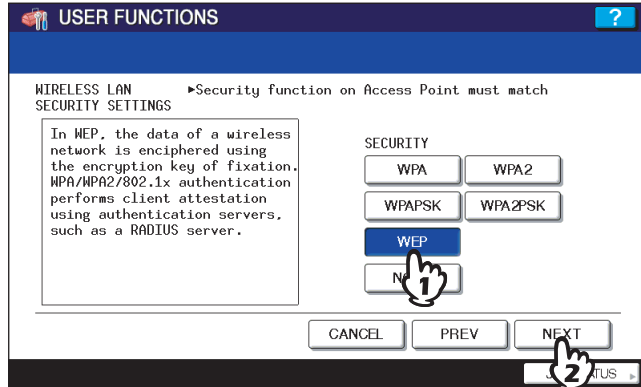 USER FUNCTIONS
?
WIRELESS LAN
SECURITY SETTINGS
►Security function on Access Point must match
In WEP, the data of a wireless
network is enciphered using
the encryption key of fixation.
WPA/WPA2/802.1x authentication
performs client attestation
using authentication servers,
such as a RADIUS server.
SECURITY
WPA
WPA2
WPAPSK
WPA2PSK
WEP
1
CANCEL
PREV
NEXT
2